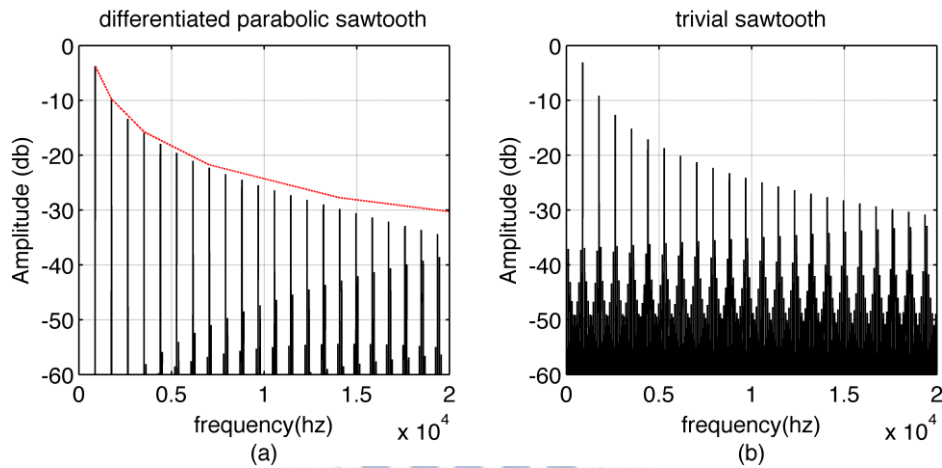 differentiated parabolic sawtooth
0
-10
-20
-30
-40
-50
-60
Amplitude (db)
0 0.5 1 1.5 2
x 10^4
frequency(hz)
(a)
trivial sawtooth
0
-10
-20
-30
-40
-50
-60
Amplitude (db)
0 0.5 1 1.5 2
x 10^4
frequency(hz)
(b)